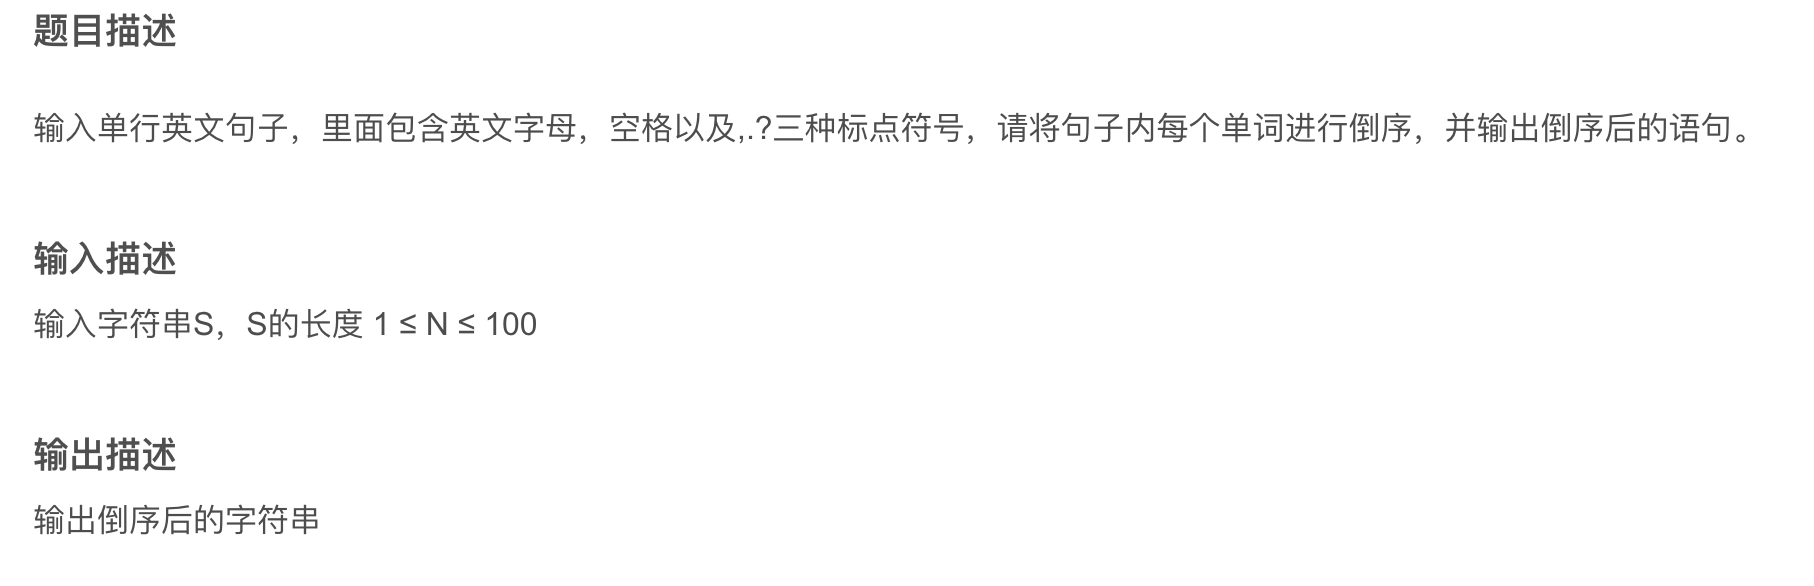 题目描述
输入单行英文句子，里面包含英文字母，空格以及,.?三种标点符号，请将句子内每个单词进行倒序，并输出倒序后的语句。
输入描述
输入字符串S，S的长度 1 ≤ N ≤ 100
输出描述
输出倒序后的字符串